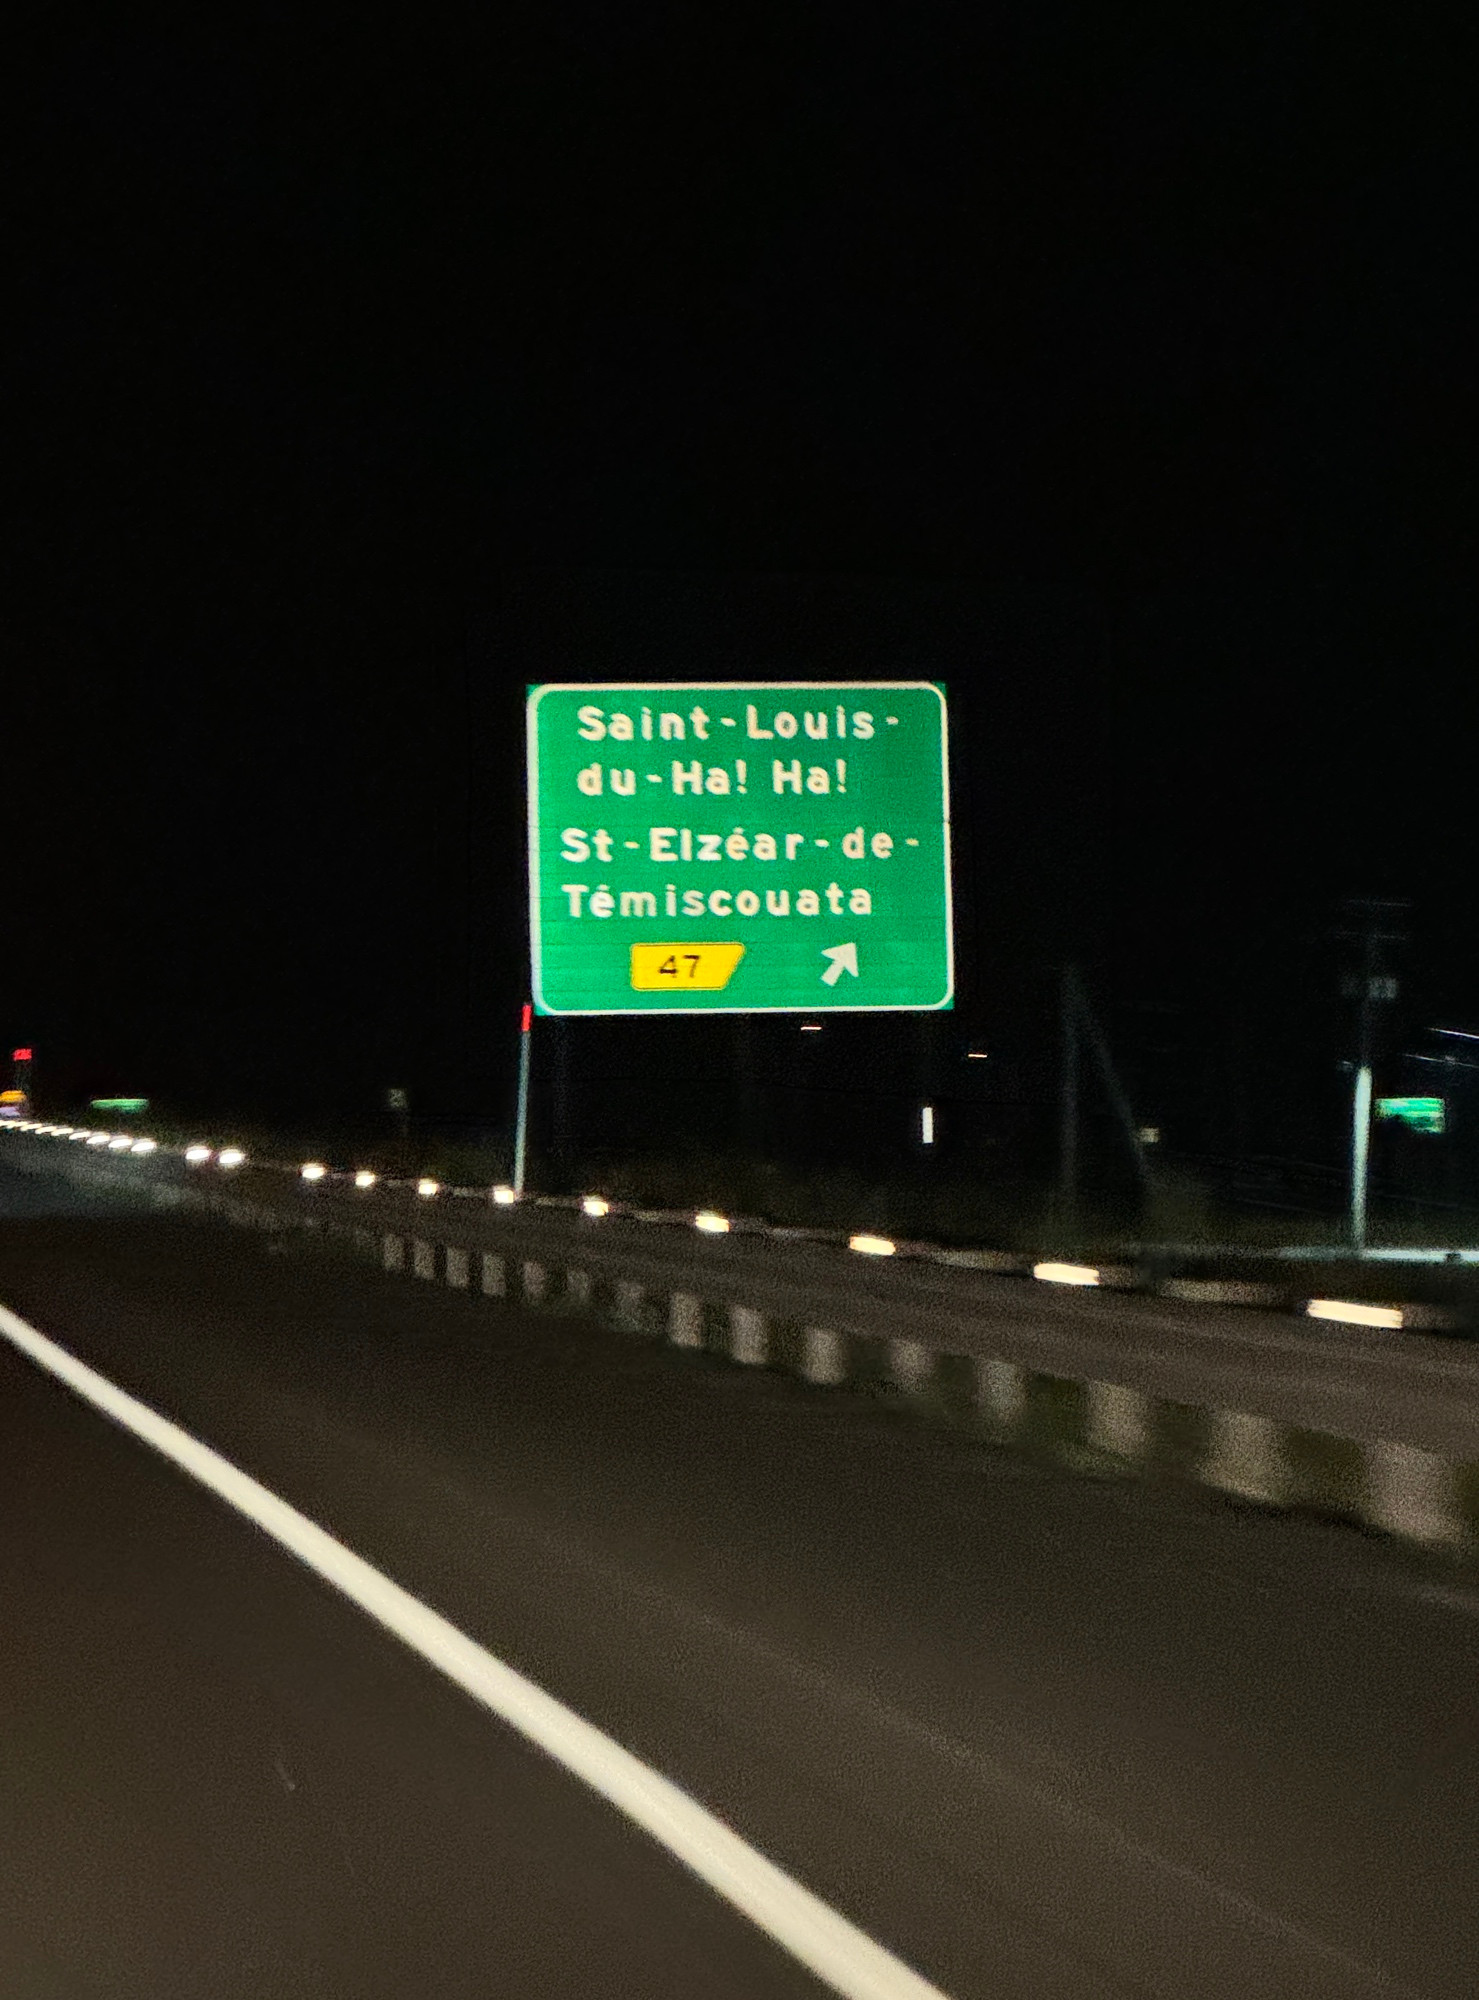 Saint-Louis-
du-Ha! Ha!
St-Elzéar-de-
Témiscouata
47